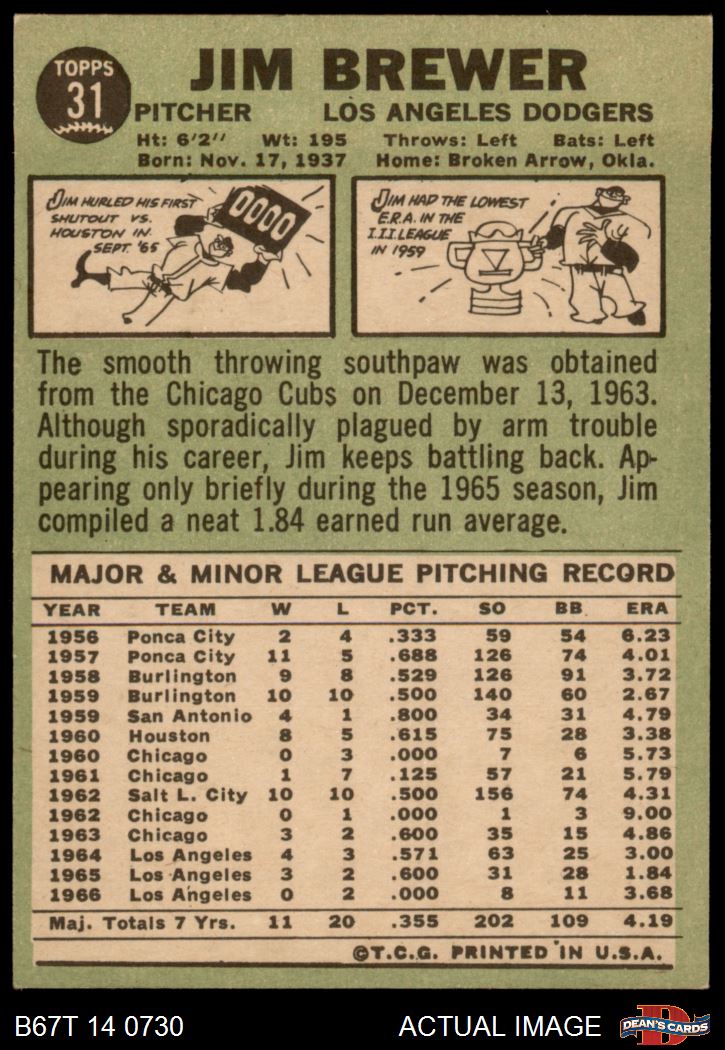 TOPPS
31
JIM BREWER
PITCHER LOS ANGELES DODGERS
Ht: 6'2" Wt: 195 Throws: Left Bats: Left
Born: Nov. 17, 1937 Home: Broken Arrow, Okla.
JIM HURLED HIS FIRST
SHUTOUT VS.
HOUSTON IN
SEPT. '65
0000
JIM HAD THE LOWEST
E.R.A. IN THE
I.I.I. LEAGUE
IN 1959
The smooth throwing southpaw was obtained
from the Chicago Cubs on December 13, 1963.
Although sporadically plagued by arm trouble
during his career, Jim keeps battling back. Ap-
pearing only briefly during the 1965 season, Jim
compiled a neat 1.84 earned run average.
MAJOR & MINOR LEAGUE PITCHING RECORD
YEAR TEAM W L PCT. SO BB ERA
1956 Ponca City 2 4 .333 59 54 6.23
1957 Ponca City 11 5 .688 126 74 4.01
1958 Burlington 9 8 .529 126 91 3.72
1959 Burlington 10 10 .500 140 60 2.67
1959 San Antonio 4 1 .800 34 31 4.79
1960 Houston 8 5 .615 75 28 3.38
1960 Chicago 0 3 .000 7 6 5.73
1961 Chicago 1 7 .125 57 21 5.79
1962 Salt L. City 10 10 .500 156 74 4.31
1962 Chicago 0 1 .000 1 3 9.00
1963 Chicago 3 2 .600 35 15 4.86
1964 Los Angeles 4 3 .571 63 25 3.00
1965 Los Angeles 3 2 .600 31 28 1.84
1966 Los Angeles 0 2 .000 8 11 3.68
Maj. Totals 7 Yrs. 11 20 .355 202 109 4.19
©T.C.G. PRINTED IN U.S.A.
B67T 14 0730 ACTUAL IMAGE
D
DEAN'S CARDS